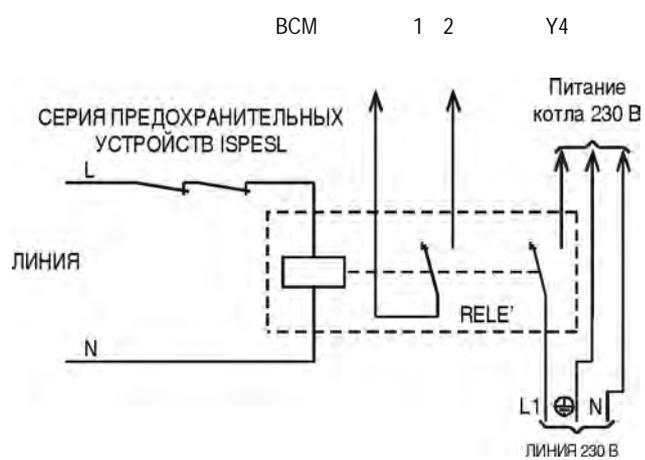 BCM 1 2 Y4
Питание
котла 230 В
СЕРИЯ ПРЕДОХРАНИТЕЛЬНЫХ
УСТРОЙСТВ ISPESL
L
ЛИНИЯ
RELE'
N
L1 N
ЛИНИЯ 230 В